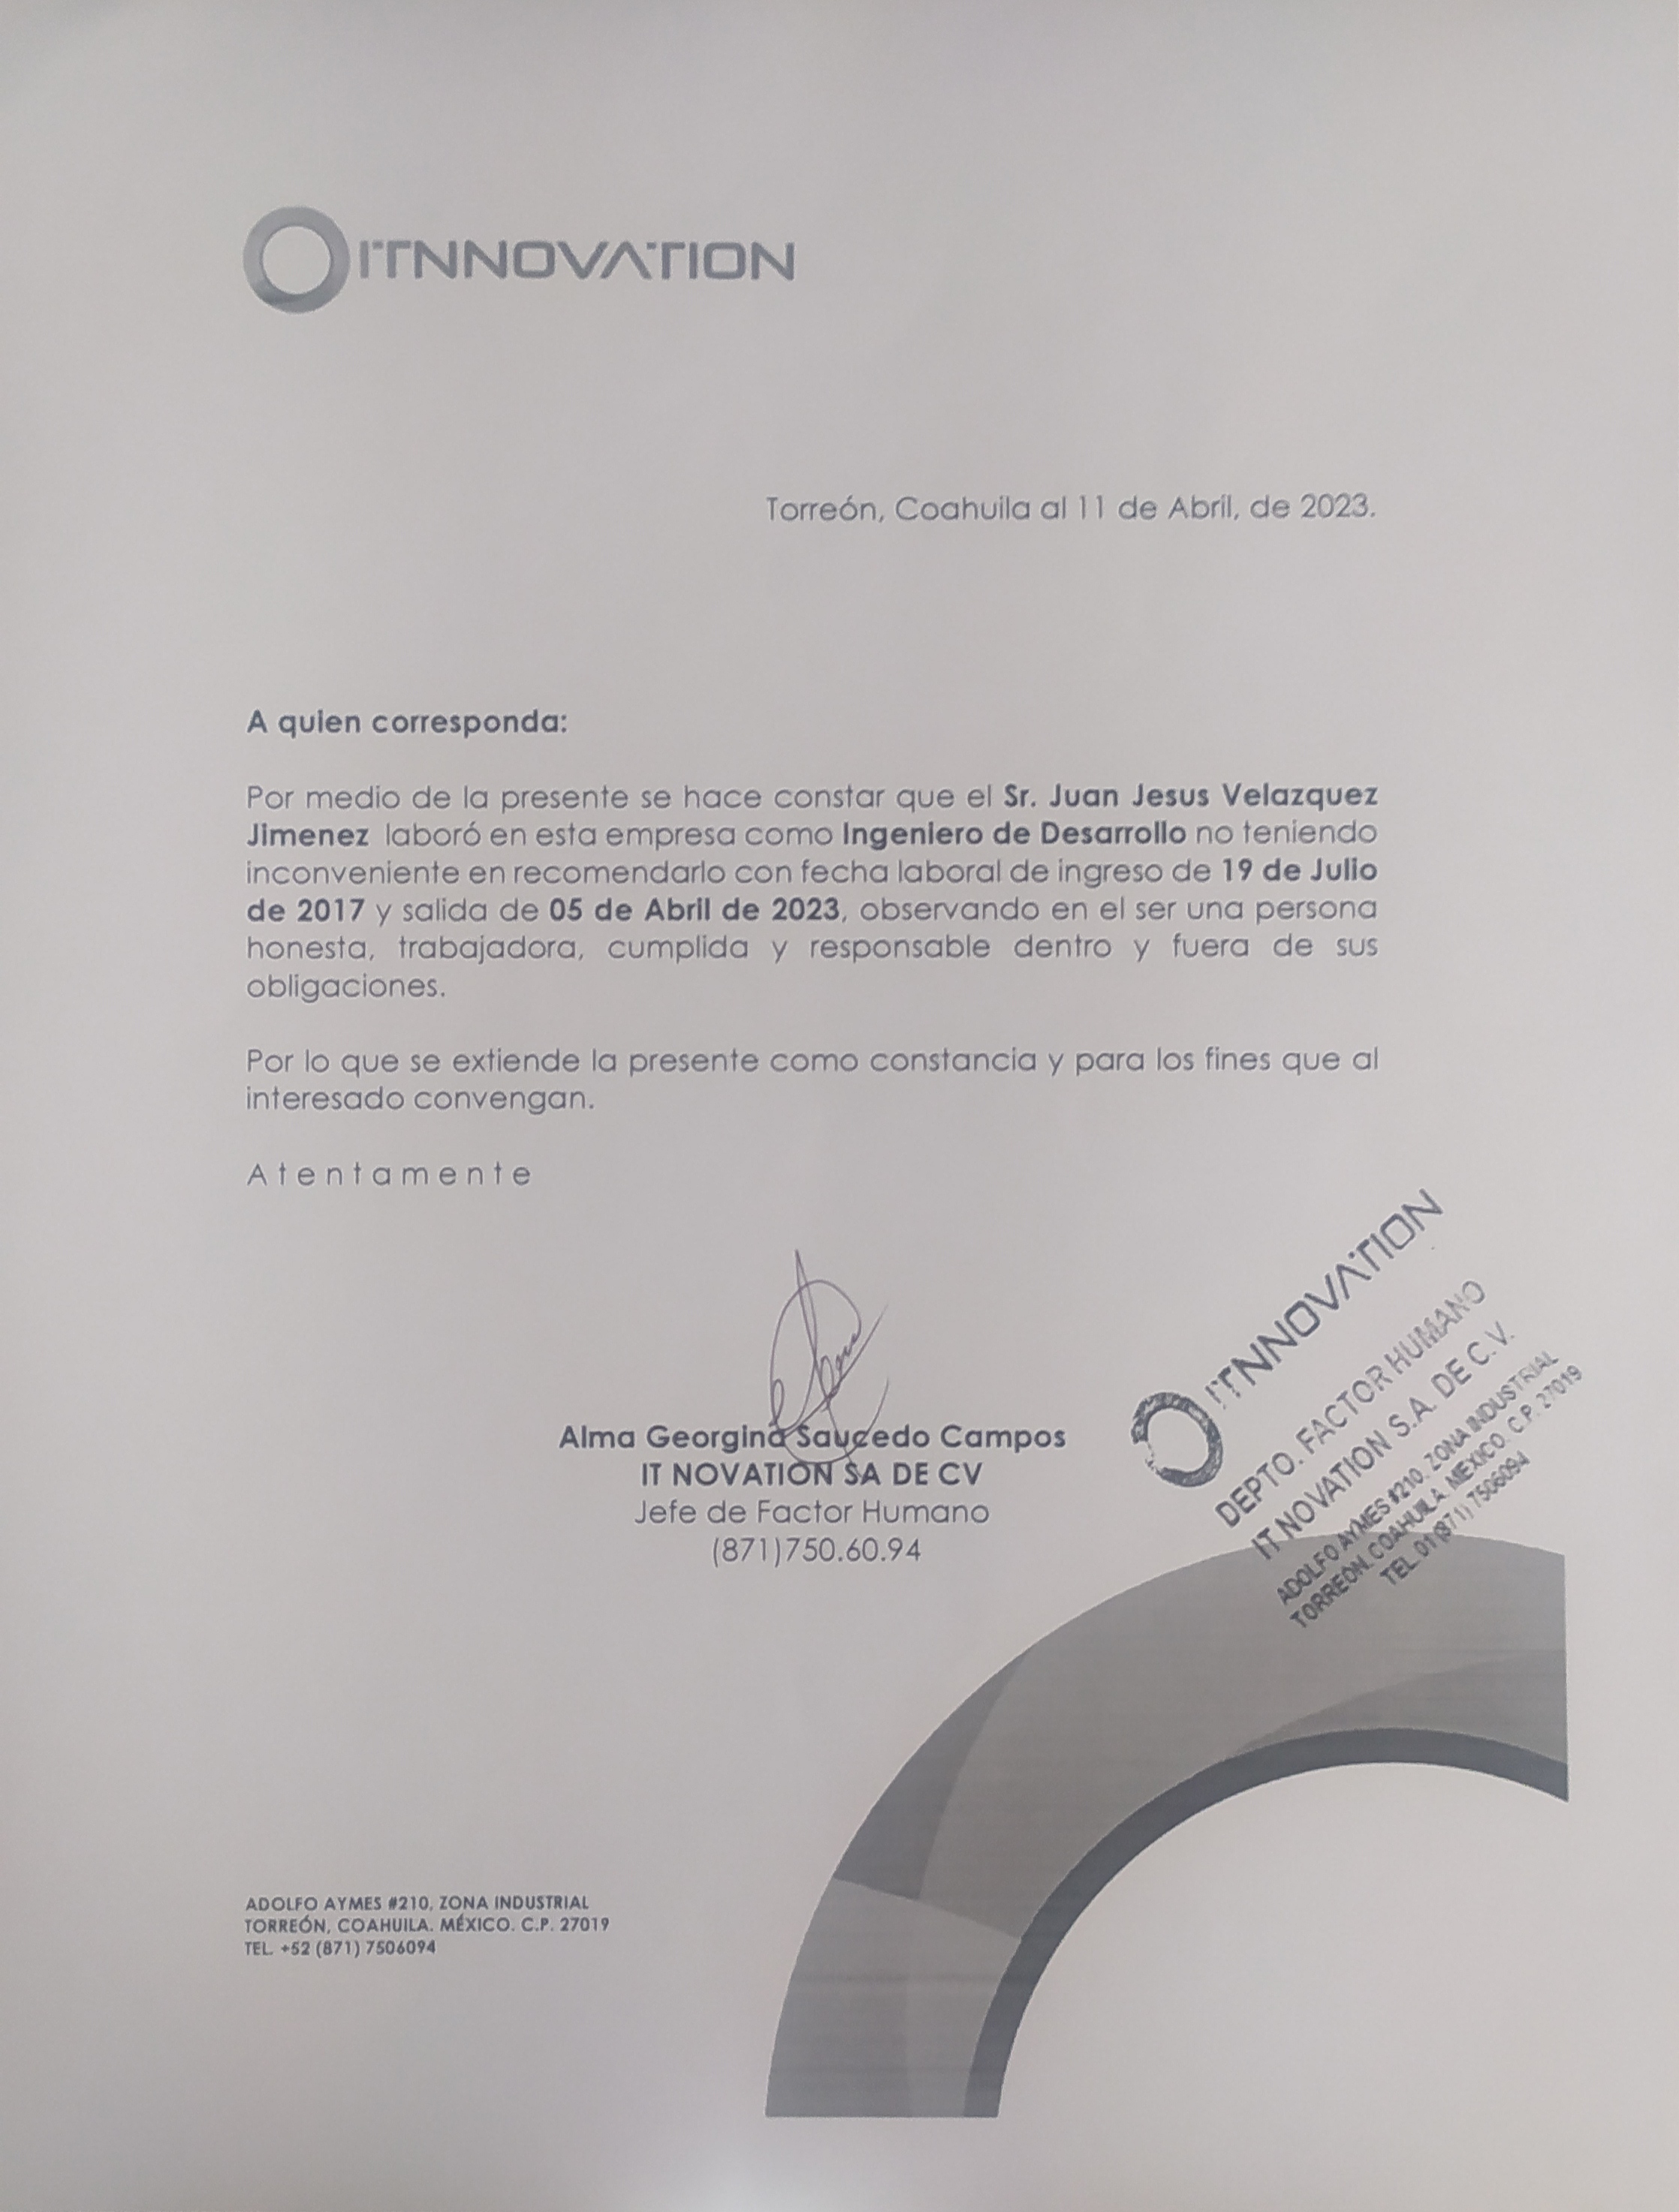 ITNNOVATION
Torreón, Coahuila al 11 de Abril, de 2023.
A quien corresponda:
Por medio de la presente se hace constar que el Sr. Juan Jesus Velazquez
Jimenez laboró en esta empresa como Ingeniero de Desarrollo no teniendo
inconveniente en recomendarlo con fecha laboral de ingreso de 19 de Julio
de 2017 y salida de 05 de Abril de 2023, observando en el ser una persona
honesta, trabajadora, cumplida y responsable dentro y fuera de sus
obligaciones.
Por lo que se extiende la presente como constancia y para los fines que al
interesado convengan.
Atentamente
Alma Georgina Saucedo Campos
IT NOVATION SA DE CV
Jefe de Factor Humano
(871)750.60.94
ITNNOVATION
DEPTO. FACTOR HUMANO
IT NOVATION S.A. DE C.V.
ADOLFO AYMES #210, ZONA INDUSTRIAL
TORREÓN, COAHUILA, MEXICO. C.P. 27019
TEL. 01 (871) 7506094
ADOLFO AYMES #210, ZONA INDUSTRIAL
TORREÓN, COAHUILA. MÉXICO. C.P. 27019
TEL. +52 (871) 7506094